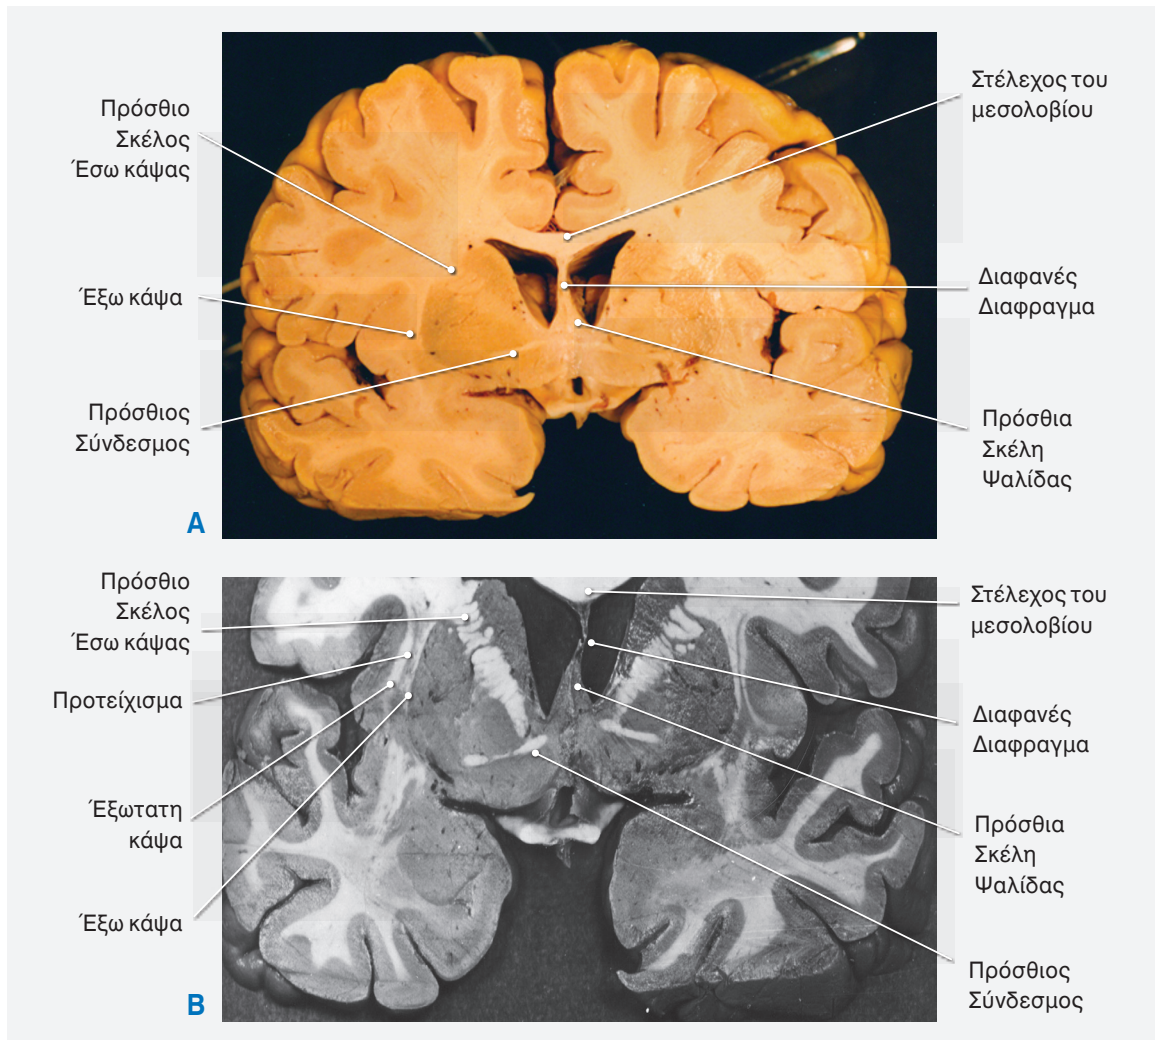 Πρόσθιο
Σκέλος
Έσω κάψας
Έξω κάψα
Πρόσθιος
Σύνδεσμος
Στέλεχος του
μεσολοβίου
Διαφανές
Διαφραγμα
Πρόσθια
Σκέλη
Ψαλίδας
A
Πρόσθιο
Σκέλος
Έσω κάψας
Προτείχισμα
Έξωτατη
κάψα
Έξω κάψα
Στέλεχος του
μεσολοβίου
Διαφανές
Διαφραγμα
Πρόσθια
Σκέλη
Ψαλίδας
Πρόσθιος
Σύνδεσμος
B